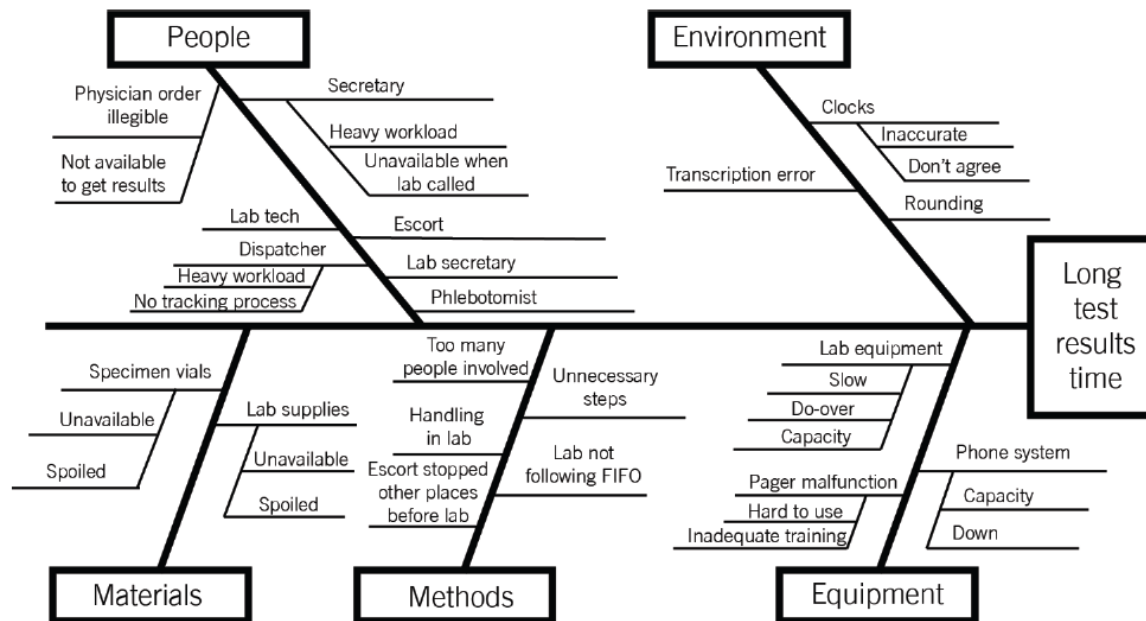 People
Environment
Physician order
illegible
Not available
to get results
Secretary
Heavy workload
Unavailable when
lab called
Lab tech
Escort
Dispatcher
Heavy workload
No tracking process
Lab secretary
Phlebotomist
Clocks
Inaccurate
Don't agree
Transcription error
Rounding
Long
test
results
time
Specimen vials
Unavailable
Spoiled
Lab supplies
Unavailable
Spoiled
Too many
people involved
Handling
in lab
Escort stopped
other places
before lab
Unnecessary
steps
Lab not
following FIFO
Lab equipment
Slow
Do-over
Capacity
Pager malfunction
Hard to use
Inadequate training
Phone system
Capacity
Down
Materials
Methods
Equipment